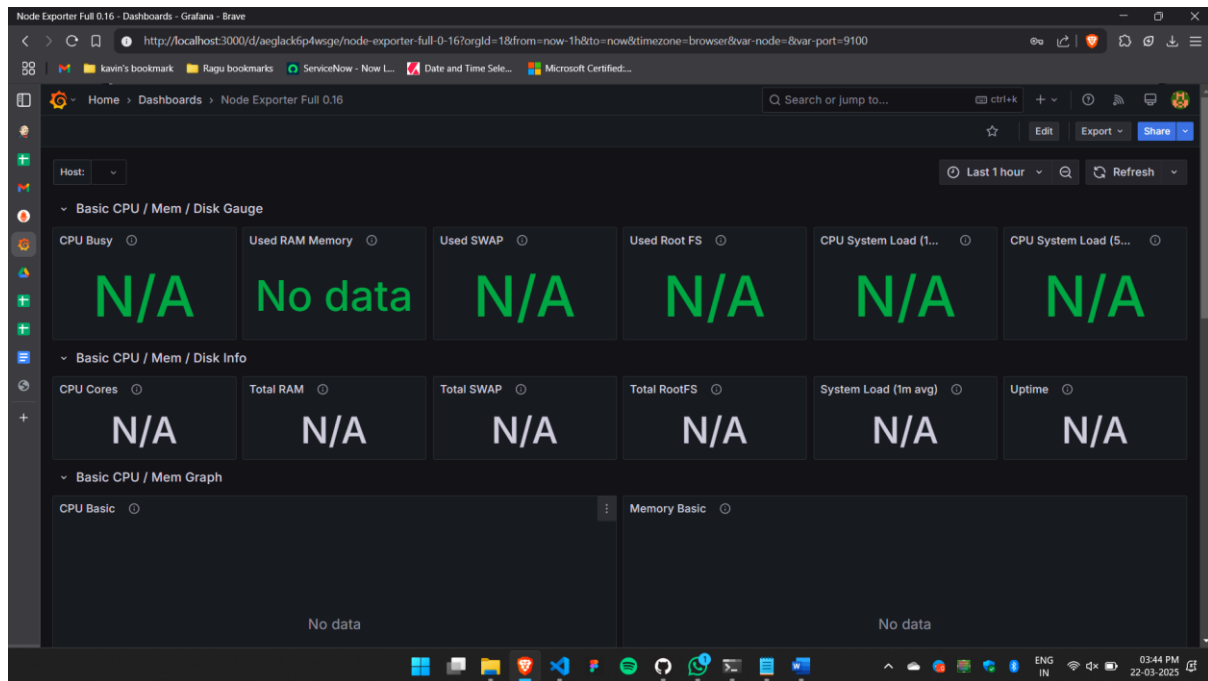 Node Exporter Full 0.16 - Dashboards - Grafana - Brave
http://localhost:3000/d/aeglack6p4wsge/node-exporter-full-0-16?orgId=1&from=now-1h&to=now&timezone=browser&var-node=&var-port=9100
kavin's bookmark Ragu bookmarks ServiceNow - Now L... Date and Time Sele... Microsoft Certified:...
Home › Dashboards › Node Exporter Full 0.16 Search or jump to... ctrl+k
Edit Export Share
Host: Last 1 hour Refresh
Basic CPU / Mem / Disk Gauge
CPU Busy Used RAM Memory Used SWAP Used Root FS CPU System Load (1... CPU System Load (5...
N/A No data N/A N/A N/A N/A
Basic CPU / Mem / Disk Info
CPU Cores Total RAM Total SWAP Total RootFS System Load (1m avg) Uptime
N/A N/A N/A N/A N/A N/A
Basic CPU / Mem Graph
CPU Basic Memory Basic
No data No data
1
ENG 03:44 PM
IN 22-03-2025